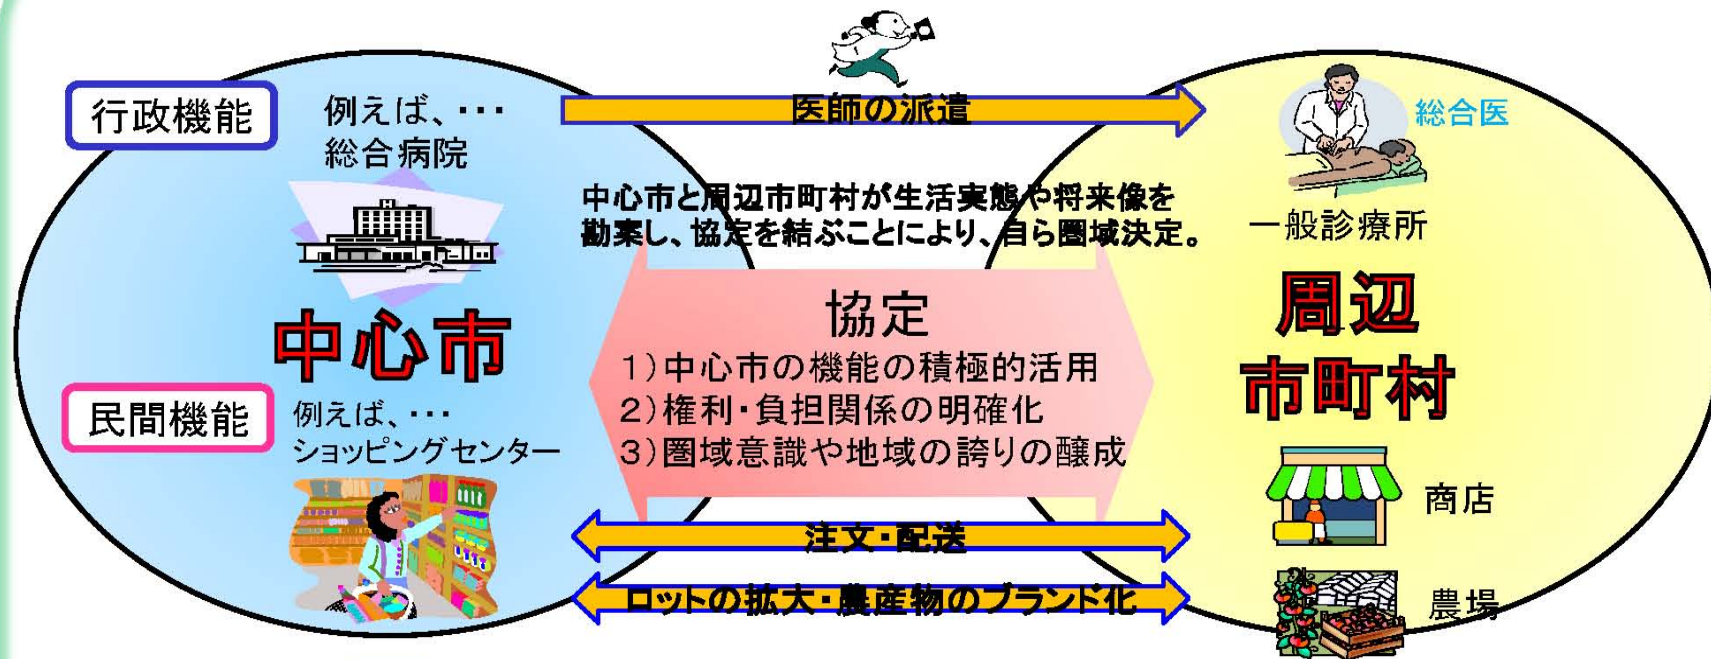 行政機能
例えば、・・・
総合病院
医師の派遣
総合医
一般診療所
中心市と周辺市町村が生活実態や将来像を
勘案し、協定を結ぶことにより、自ら圏域決定。
中心市
周辺
市町村
協定
1)中心市の機能の積極的活用
2)権利・負担関係の明確化
3)圏域意識や地域の誇りの醸成
民間機能
例えば、・・・
ショッピングセンター
商店
注文・配送
ロットの拡大・農産物のブランド化
農場